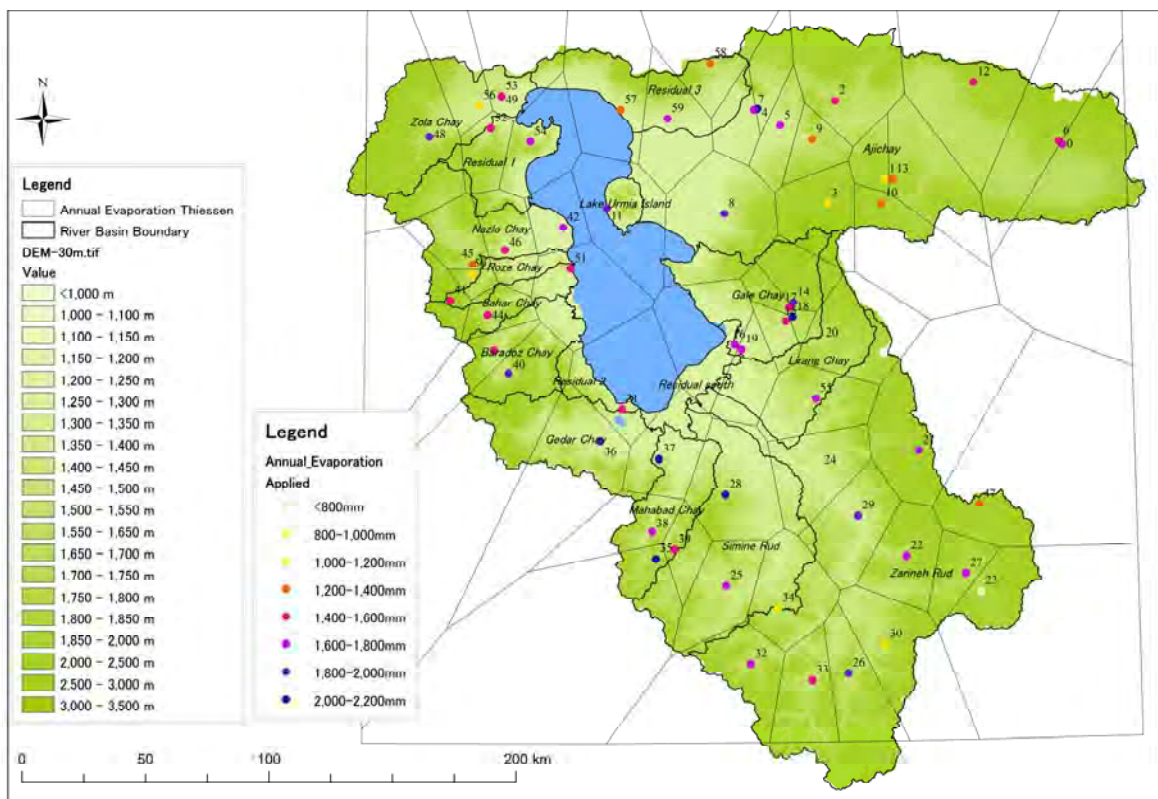 N
Legend
Annual Evaporation Thiessen
River Basin Boundary
DEM-30m.tif
Value
<1,000 m
1,000 - 1,100 m
1,100 - 1,150 m
1,150 - 1,200 m
1,200 - 1,250 m
1,250 - 1,300 m
1,300 - 1,350 m
1,350 - 1,400 m
1,400 - 1,450 m
1,450 - 1,500 m
1,500 - 1,550 m
1,550 - 1,650 m
1,650 - 1,700 m
1,700 - 1,750 m
1,750 - 1,800 m
1,800 - 1,850 m
1,850 - 2,000 m
2,000 - 2,500 m
2,500 - 3,000 m
3,000 - 3,500 m
Legend
Annual_Evaporation
Applied
<800mm
800-1,000mm
1,000-1,200mm
1,200-1,400mm
1,400-1,600mm
1,600-1,800mm
1,800-2,000mm
2,000-2,200mm
0 50 100 200 km
58
Residual 3
12
53
56 49
57
59
7
4
5
2
Zola Chay
48
52
54
9
6
0
Ajichay
Residual 1
113
10
3
Lake Urmia Island
11
8
42
Nazlo Chay
46
45
Roze Chay
51
Bahar Chay
44
Gale Chay
14
18
20
19
Baradoz Chay
40
Residual 2
Residual south
Leang Chay
55
Gedar Chay
36
37
24
47
28
Mahabad Chay
29
38
39
35
Simine Rud
22
Zarineh Rud
27
23
25
34
30
32
33
26